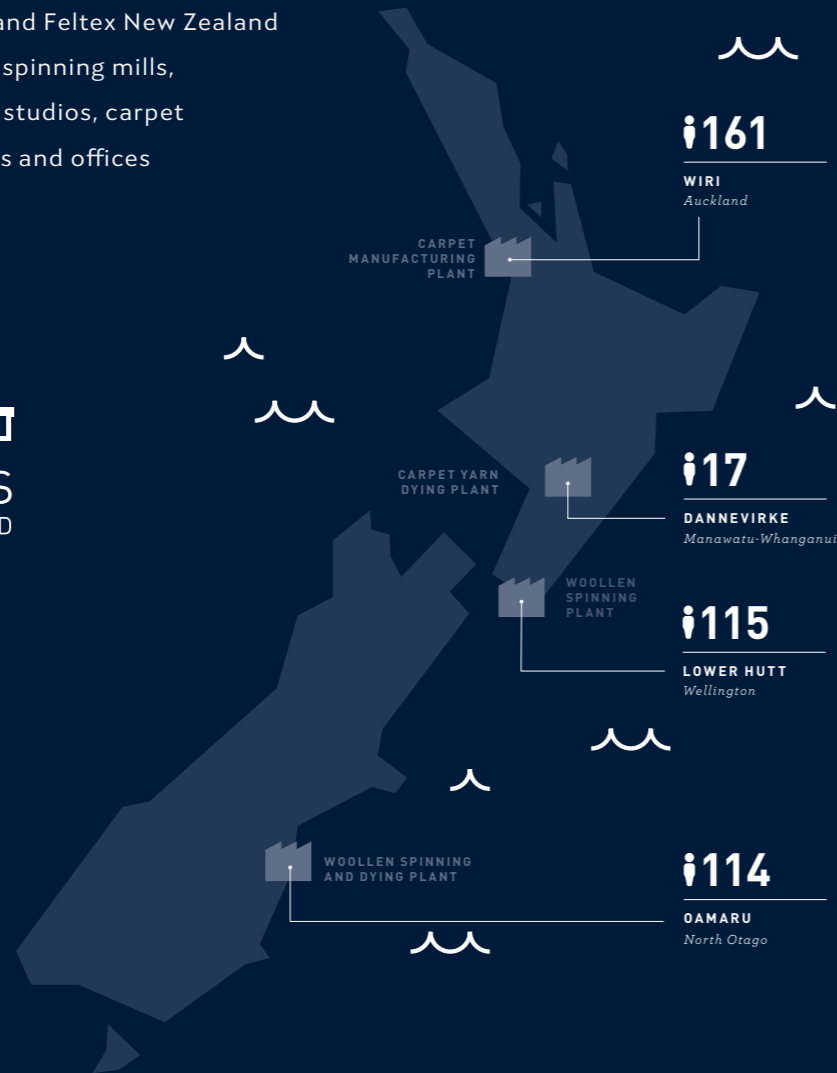 and Feltex New Zealand
spinning mills,
studios, carpet
s and offices
161
WIRI
Auckland
CARPET
MANUFACTURING
PLANT
S
D
CARPET YARN
DYING PLANT
17
DANNEVIRKE
Manawatu-Whanganui
WOOLLEN
SPINNING
PLANT
115
LOWER HUTT
Wellington
WOOLLEN SPINNING
AND DYING PLANT
114
OAMARU
North Otago